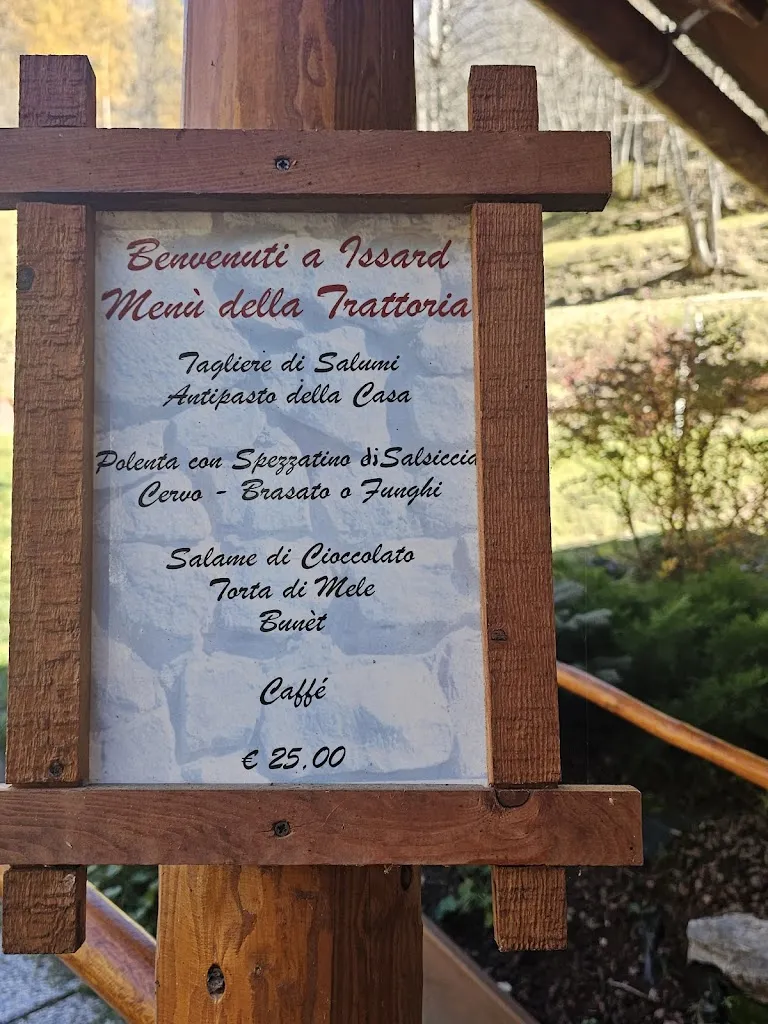 Benvenuti a Issard
Menù della Trattoria
Tagliere di Salumi
Antipasto della Casa
Polenta con Spezzatino di Salsiccia
Cervo - Brasato o Funghi
Salame di Cioccolato
Torta di Mele
Bunèt
Caffé
€ 25.00